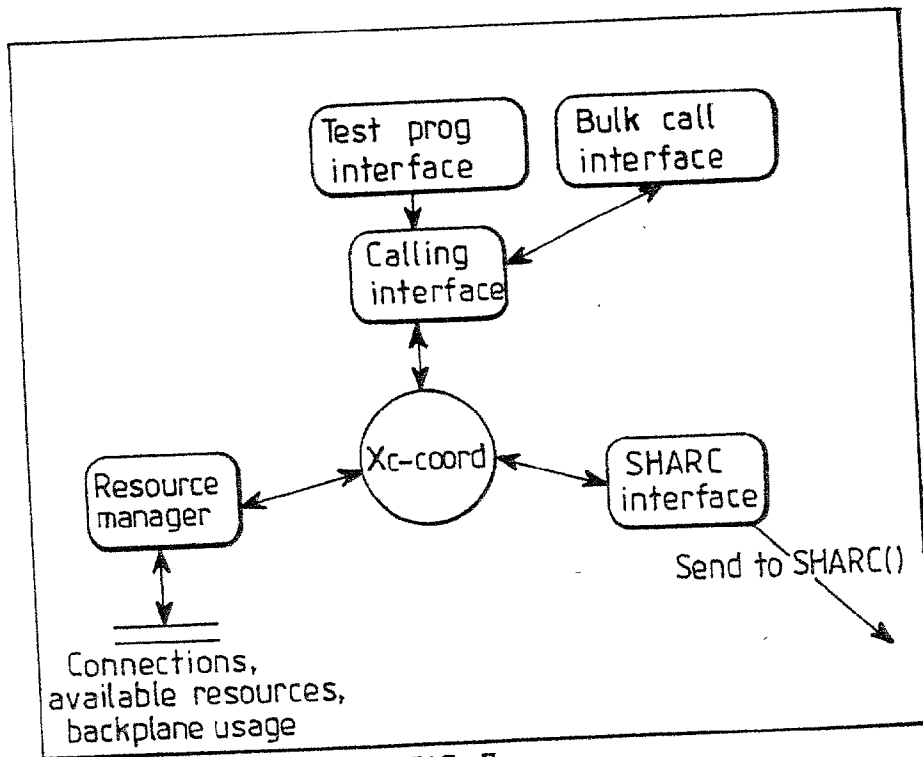 Test prog
interface
Bulk call
interface
Calling
interface
Xc-coord
Resource
manager
SHARC
interface
Send to SHARC()
Connections,
available resources,
backplane usage